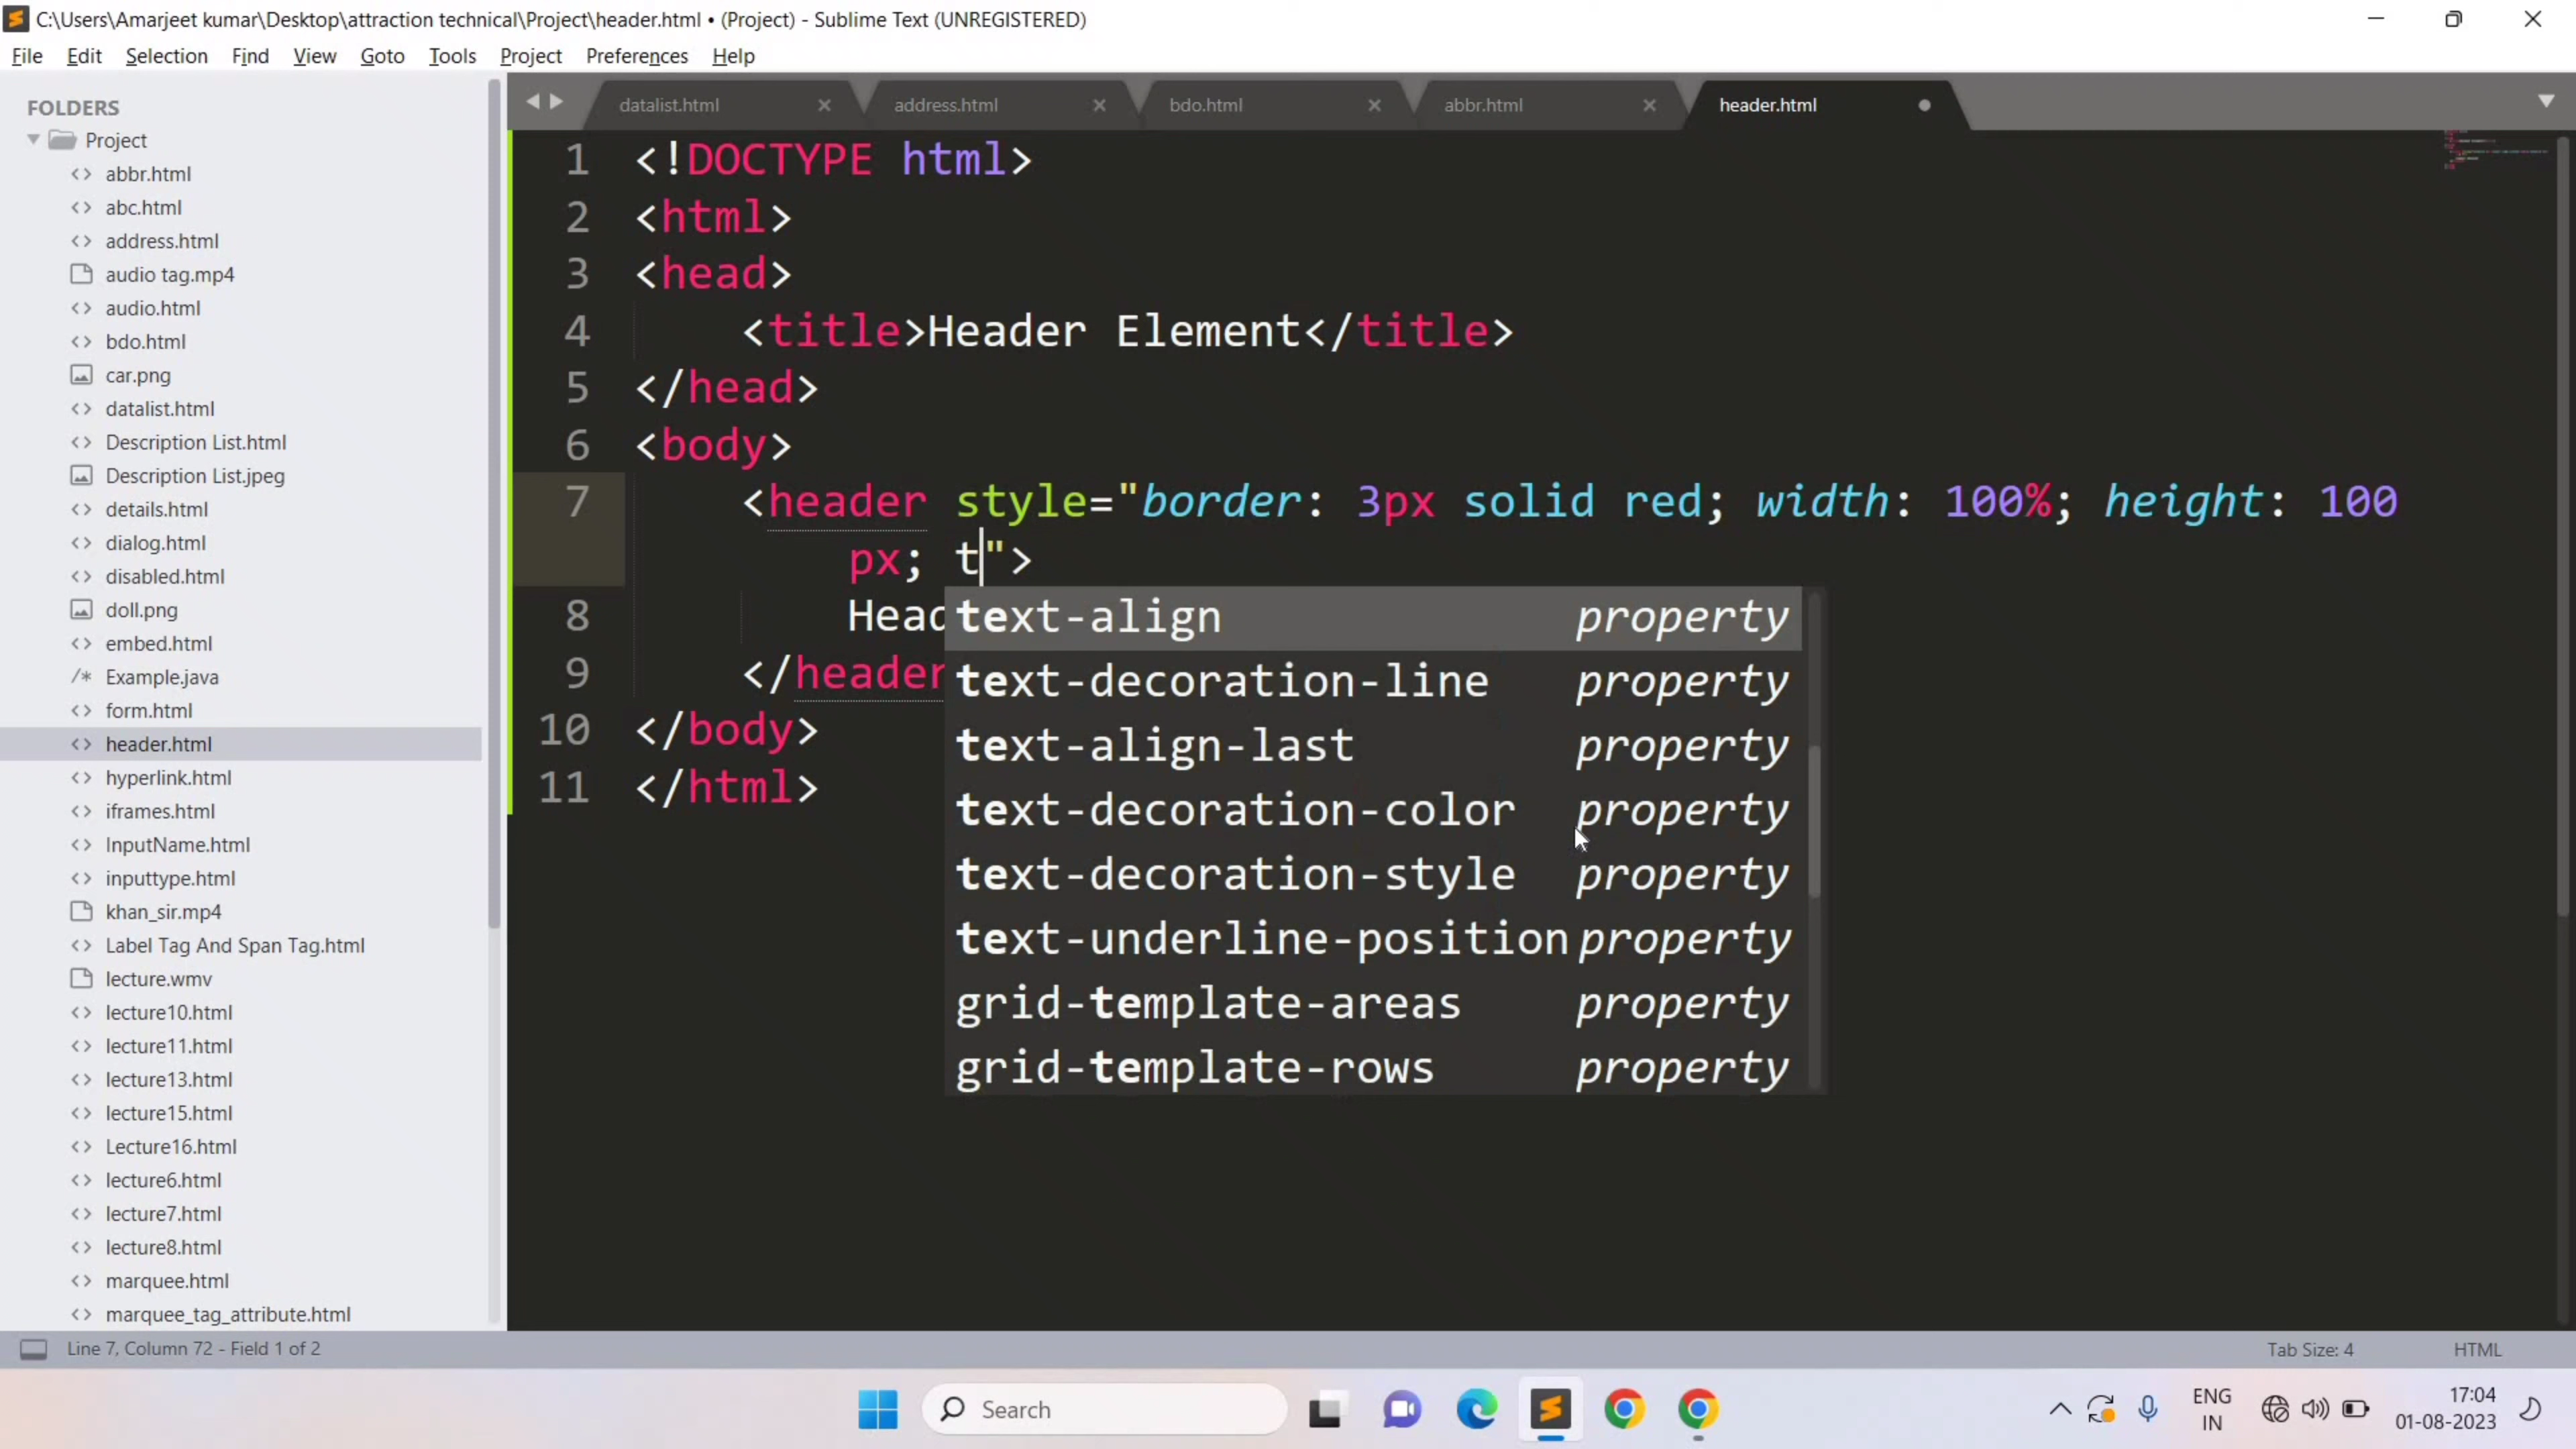 C:\Users\Amarjeet kumar\Desktop\attraction technical\Project\header.html • (Project) - Sublime Text (UNREGISTERED)
File Edit Selection Find View Goto Tools Project Preferences Help
FOLDERS
Project
abbr.html
abc.html
address.html
audio tag.mp4
audio.html
bdo.html
car.png
datalist.html
Description List.html
Description List.jpeg
details.html
dialog.html
disabled.html
doll.png
embed.html
/* Example.java
form.html
header.html
hyperlink.html
iframes.html
InputName.html
inputtype.html
khan_sir.mp4
Label Tag And Span Tag.html
lecture.wmv
lecture10.html
lecture11.html
lecture13.html
lecture15.html
Lecture16.html
lecture6.html
lecture7.html
lecture8.html
marquee.html
marquee_tag_attribute.html
datalist.html address.html bdo.html abbr.html header.html
1 <!DOCTYPE html>
2 <html>
3 <head>
4 <title>Header Element</title>
5 </head>
6 <body>
7 <header style="border: 3px solid red; width: 100%; height: 100
px; t">
8 Head
9 </header
10 </body>
11 </html>
text-align property
text-decoration-line property
text-align-last property
text-decoration-color property
text-decoration-style property
text-underline-position property
grid-template-areas property
grid-template-rows property
Line 7, Column 72 - Field 1 of 2 Tab Size: 4 HTML
Search
ENG
IN
17:04
01-08-2023